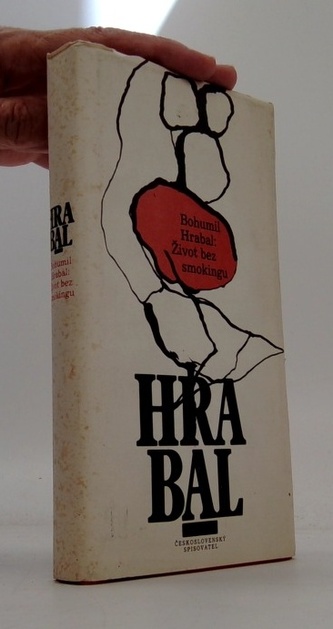 Bohumil
Hrabal:
Život bez
smokingu
HRA
BAL
ČESKOSLOVENSKÝ
SPISOVATEL
HRA
BAL
Bohumil
Hrabal:
Život bez
smokingu